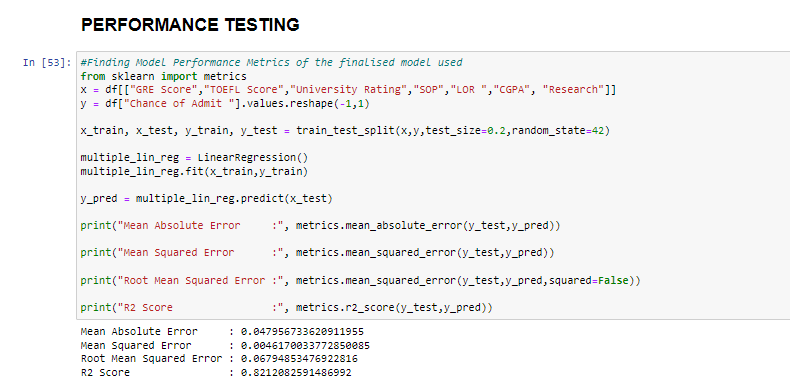 PERFORMANCE TESTING
In [53]: #Finding Model Performance Metrics of the finalised model used
from sklearn import metrics
x = df[["GRE Score","TOEFL Score","University Rating","SOP","LOR ","CGPA", "Research"]]
y = df["Chance of Admit "].values.reshape(-1,1)
x_train, x_test, y_train, y_test = train_test_split(x,y,test_size=0.2,random_state=42)
multiple_lin_reg = LinearRegression()
multiple_lin_reg.fit(x_train,y_train)
y_pred = multiple_lin_reg.predict(x_test)
print("Mean Absolute Error     :", metrics.mean_absolute_error(y_test,y_pred))
print("Mean Squared Error      :", metrics.mean_squared_error(y_test,y_pred))
print("Root Mean Squared Error :", metrics.mean_squared_error(y_test,y_pred,squared=False))
print("R2 Score                :", metrics.r2_score(y_test,y_pred))
Mean Absolute Error     : 0.047956733620911955
Mean Squared Error      : 0.0046170033772850085
Root Mean Squared Error : 0.06794853476922816
R2 Score                : 0.8212082591486992